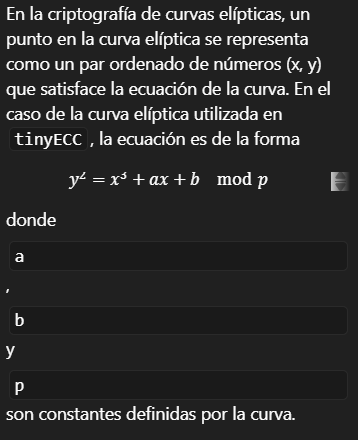 En la criptografía de curvas elípticas, un
punto en la curva elíptica se representa
como un par ordenado de números (x, y)
que satisface la ecuación de la curva. En el
caso de la curva elíptica utilizada en
tinyECC , la ecuación es de la forma
y² = x³ + ax + b mod p
donde
a
,
b
y
p
son constantes definidas por la curva.